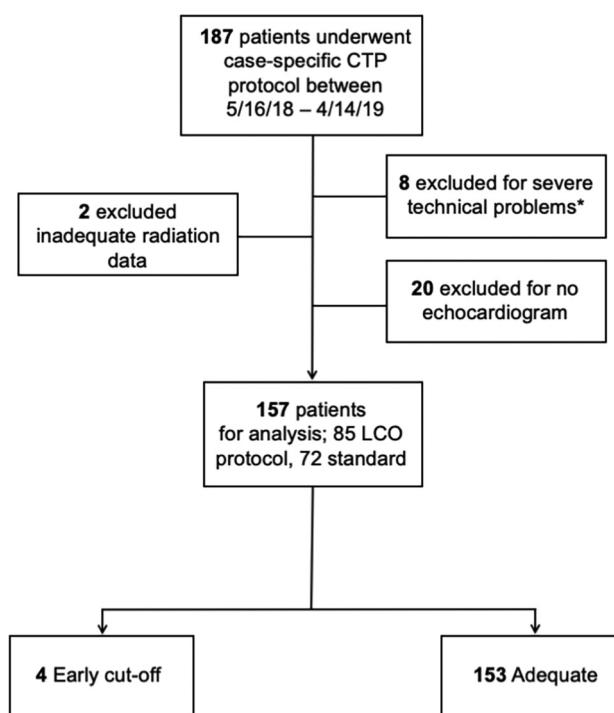 187 patients underwent
case-specific CTP
protocol between
5/16/18 – 4/14/19
8 excluded for severe
technical problems*
2 excluded
inadequate radiation
data
20 excluded for no
echocardiogram
157 patients
for analysis; 85 LCO
protocol, 72 standard
4 Early cut-off
153 Adequate